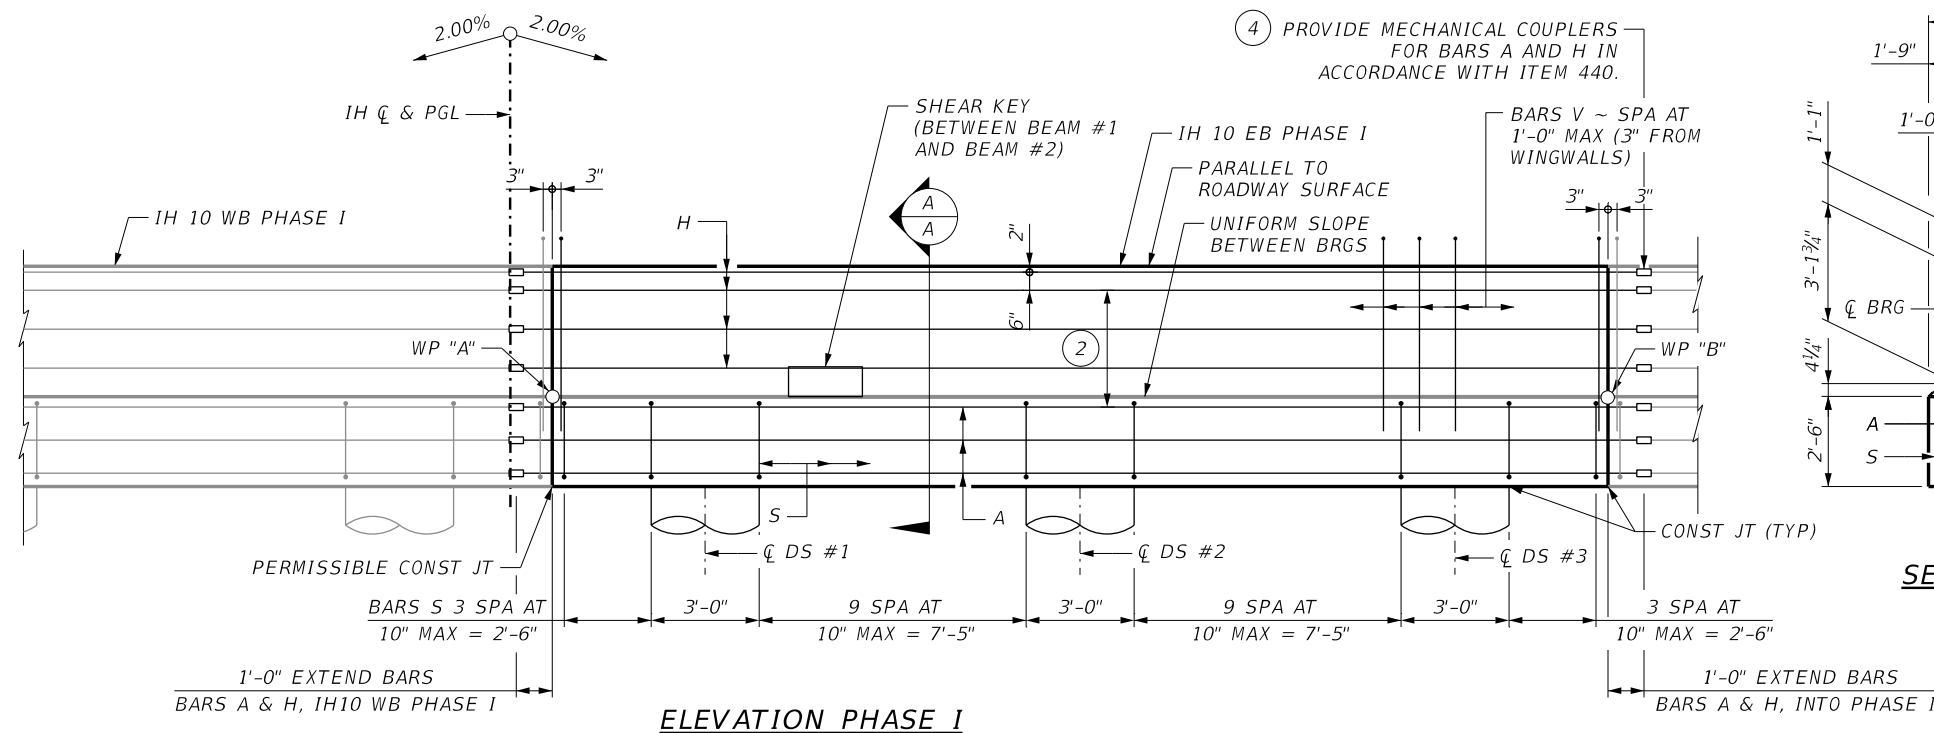 2.00%
2.00%
4
PROVIDE MECHANICAL COUPLERS
FOR BARS A AND H IN
ACCORDANCE WITH ITEM 440.
1'-9"
IH ℄ & PGL
SHEAR KEY
(BETWEEN BEAM #1
AND BEAM #2)
IH 10 EB PHASE I
PARALLEL TO
ROADWAY SURFACE
UNIFORM SLOPE
BETWEEN BRGS
BARS V ~ SPA AT
1'-0" MAX (3" FROM
WINGWALLS)
1'-1"
3"
3"
3"
3"
IH 10 WB PHASE I
H
A
A
2"
6"
2
3'-1¾"
℄ BRG
WP "A"
WP "B"
4¼"
A
S
2'-6"
S
A
℄ DS #1
℄ DS #2
℄ DS #3
CONST JT (TYP)
PERMISSIBLE CONST JT
BARS S 3 SPA AT
10" MAX = 2'-6"
3'-0"
9 SPA AT
10" MAX = 7'-5"
3'-0"
9 SPA AT
10" MAX = 7'-5"
3'-0"
3 SPA AT
10" MAX = 2'-6"
1'-0" EXTEND BARS
BARS A & H, IH10 WB PHASE I
1'-0" EXTEND BARS
BARS A & H, INTO PHASE
ELEVATION PHASE I